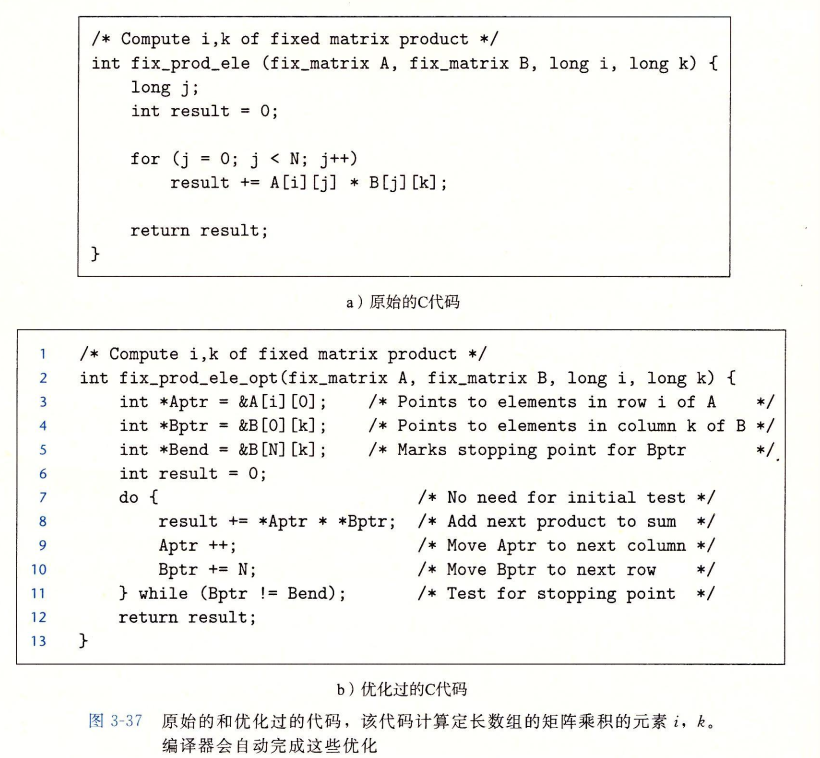 /* Compute i,k of fixed matrix product */
int fix_prod_ele (fix_matrix A, fix_matrix B, long i, long k) {
    long j;
    int result = 0;

    for (j = 0; j < N; j++)
        result += A[i][j] * B[j][k];

    return result;
}
a）原始的C代码
1 /* Compute i,k of fixed matrix product */
2 int fix_prod_ele_opt(fix_matrix A, fix_matrix B, long i, long k) {
3     int *Aptr = &A[i][0];    /* Points to elements in row i of A     */
4     int *Bptr = &B[0][k];    /* Points to elements in column k of B */
5     int *Bend = &B[N][k];    /* Marks stopping point for Bptr       */
6     int result = 0;
7     do {                          /* No need for initial test */
8         result += *Aptr * *Bptr;  /* Add next product to sum  */
9         Aptr ++;                  /* Move Aptr to next column */
10         Bptr += N;                /* Move Bptr to next row    */
11     } while (Bptr != Bend);       /* Test for stopping point  */
12     return result;
13 }
b）优化过的C代码
图 3-37 原始的和优化过的代码，该代码计算定长数组的矩阵乘积的元素 i，k。
编译器会自动完成这些优化